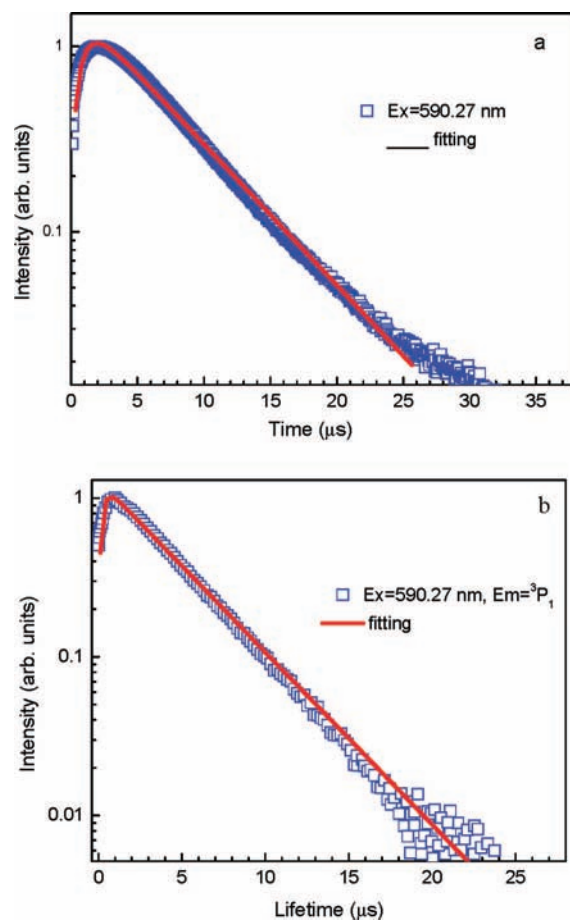 a
1
Ex=590.27 nm
fitting
0.1
Intensity (arb. units)
0 5 10 15 20 25 30 35
Time (μs)
b
1
Ex=590.27 nm, Em=³P₁
fitting
0.1
0.01
Intensity (arb. units)
0 5 10 15 20 25
Lifetime (μs)